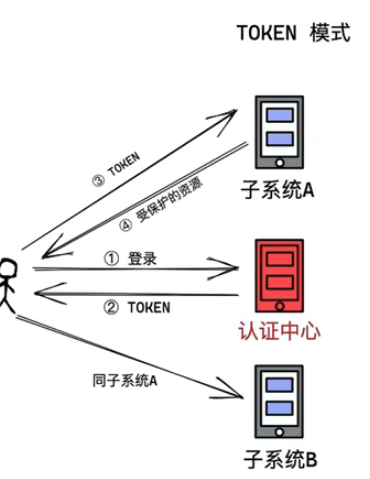 TOKEN 模式
③ TOKEN
④ 受保护的资源
子系统A
① 登录
② TOKEN
认证中心
同子系统A
子系统B